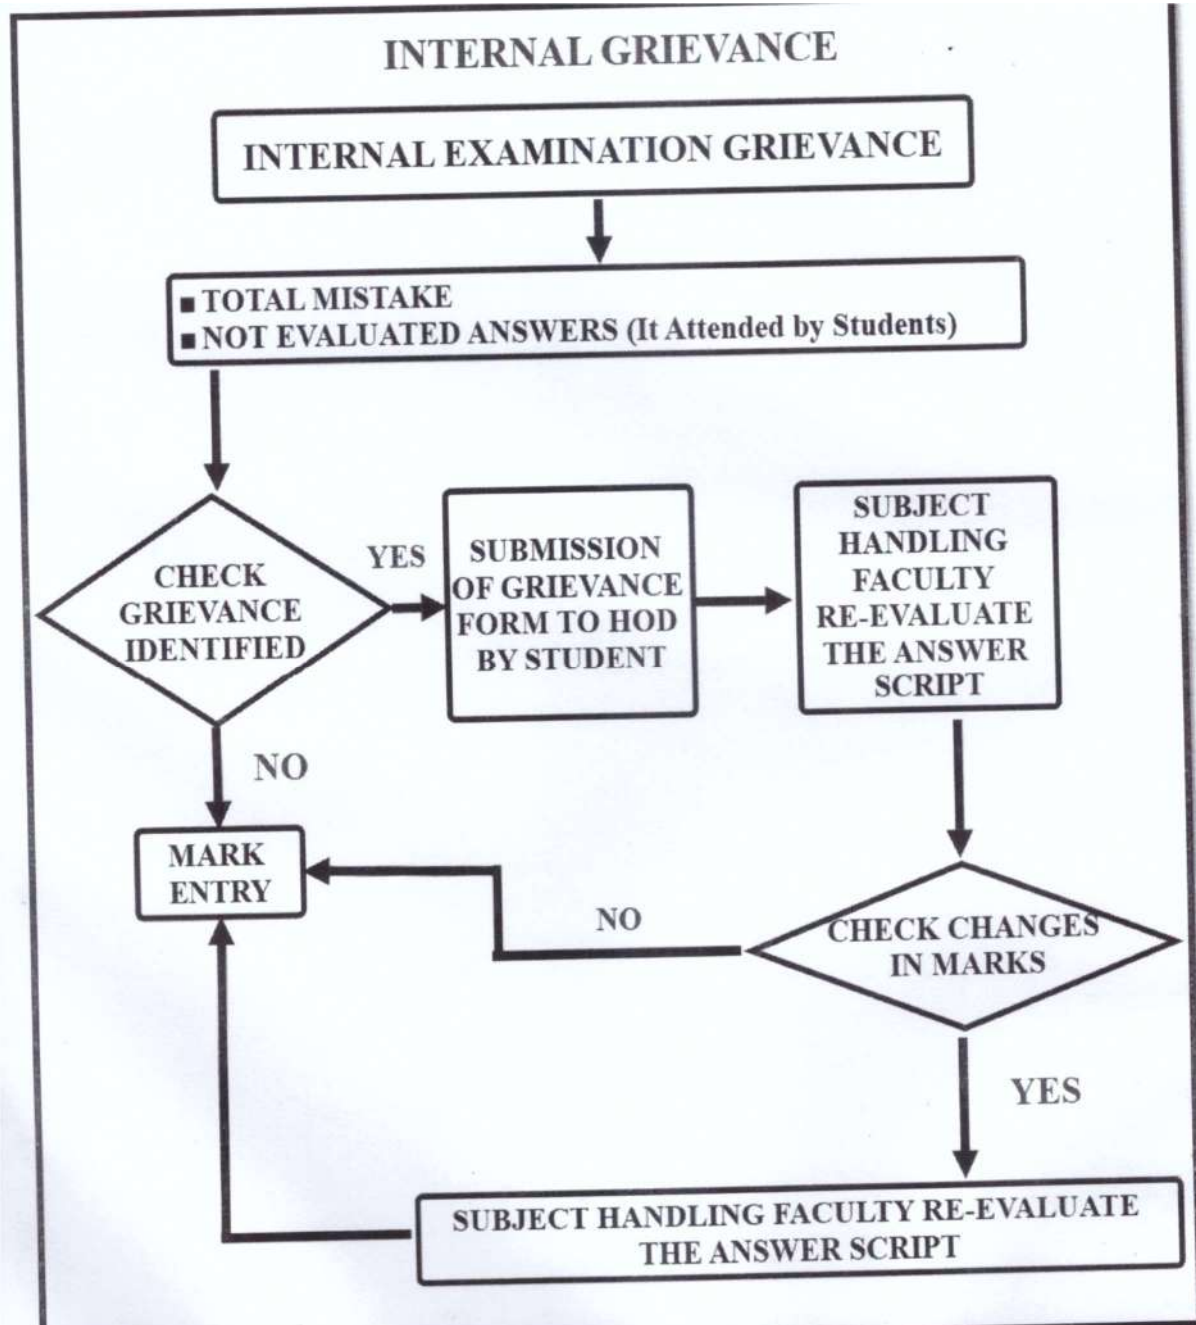 INTERNAL GRIEVANCE
INTERNAL EXAMINATION GRIEVANCE
■ TOTAL MISTAKE
■ NOT EVALUATED ANSWERS (It Attended by Students)
CHECK
GRIEVANCE
IDENTIFIED
YES
SUBMISSION
OF GRIEVANCE
FORM TO HOD
BY STUDENT
SUBJECT
HANDLING
FACULTY
RE-EVALUATE
THE ANSWER
SCRIPT
NO
MARK
ENTRY
NO
CHECK CHANGES
IN MARKS
YES
SUBJECT HANDLING FACULTY RE-EVALUATE
THE ANSWER SCRIPT